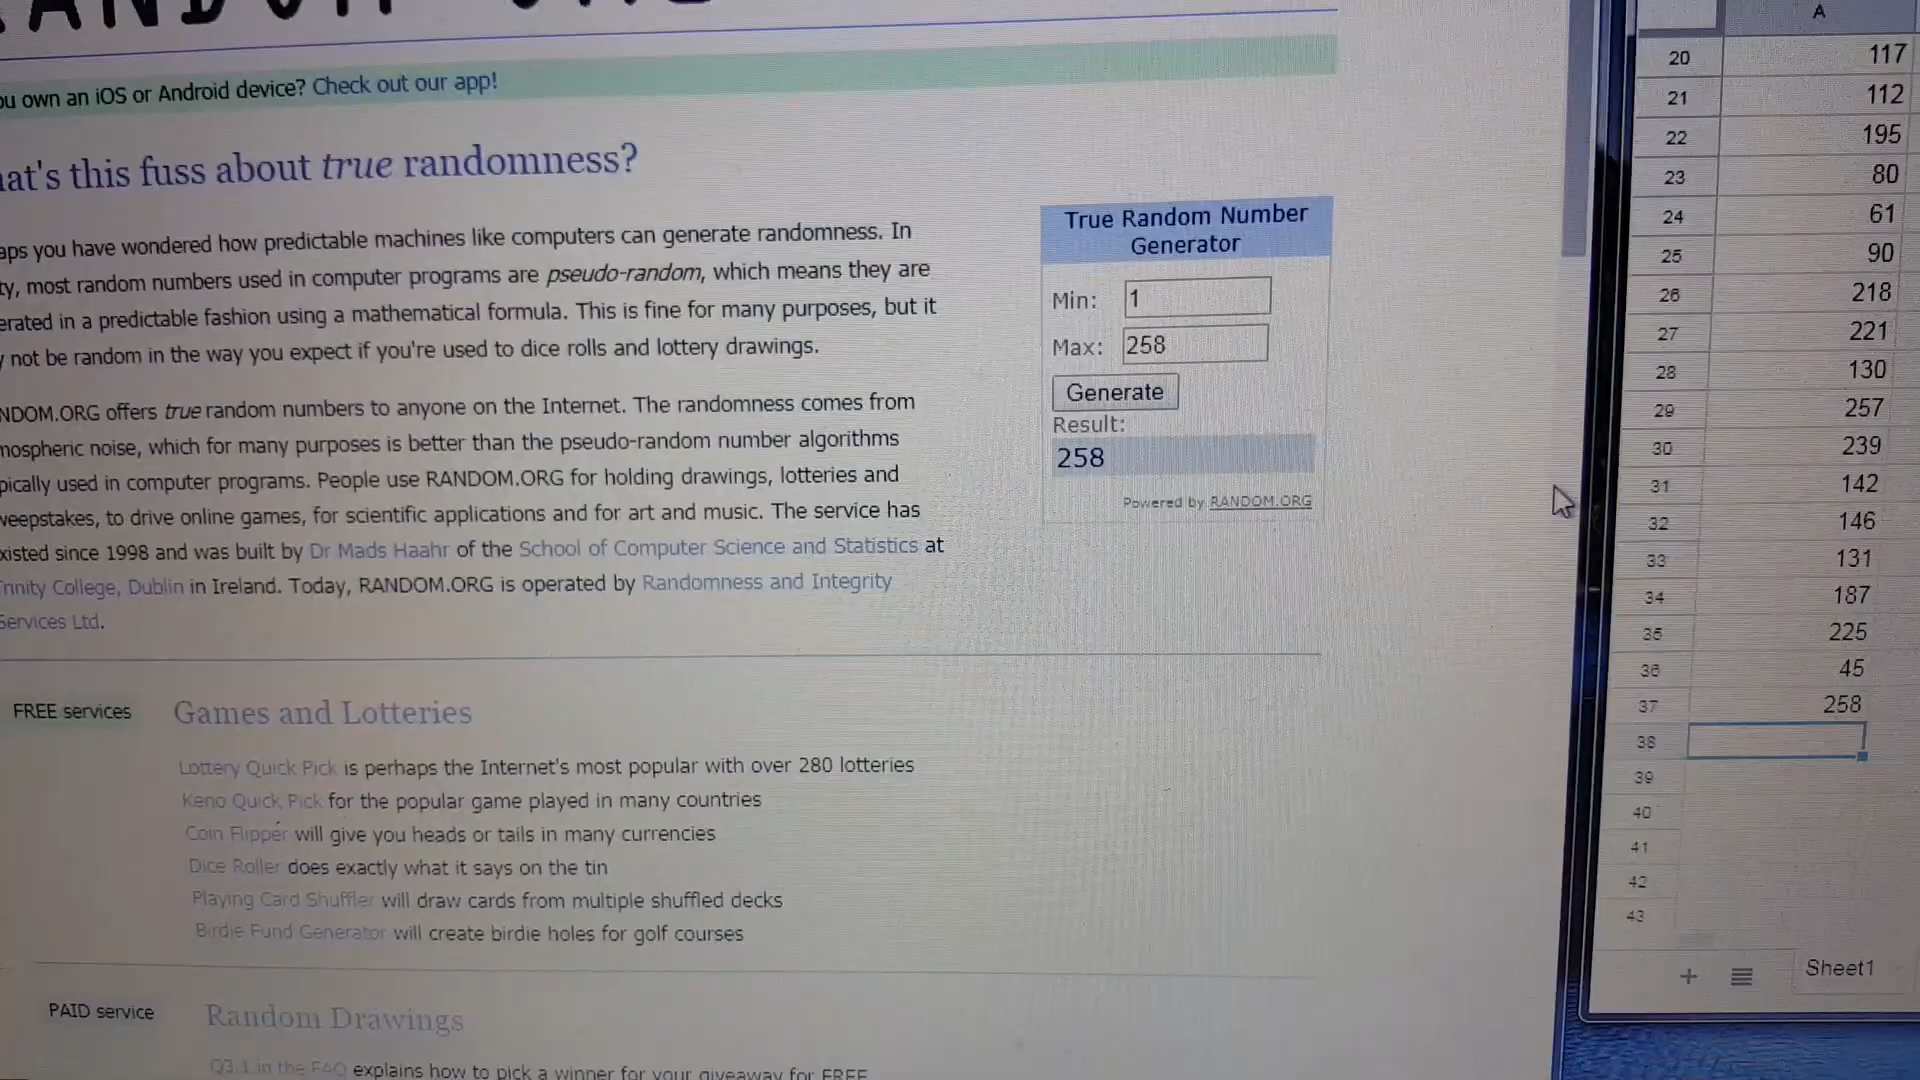 ou own an iOS or Android device? Check out our app!
hat's this fuss about true randomness?
aps you have wondered how predictable machines like computers can generate randomness. In
ty, most random numbers used in computer programs are pseudo-random, which means they are
erated in a predictable fashion using a mathematical formula. This is fine for many purposes, but it
y not be random in the way you expect if you're used to dice rolls and lottery drawings.
NDOM.ORG offers true random numbers to anyone on the Internet. The randomness comes from
mospheric noise, which for many purposes is better than the pseudo-random number algorithms
pically used in computer programs. People use RANDOM.ORG for holding drawings, lotteries and
weepstakes, to drive online games, for scientific applications and for art and music. The service has
xisted since 1998 and was built by Dr Mads Haahr of the School of Computer Science and Statistics at
rinity College, Dublin in Ireland. Today, RANDOM.ORG is operated by Randomness and Integrity
Services Ltd.
True Random Number
Generator
Min: 1
Max: 258
Generate
Result:
258
Powered by RANDOM.ORG
FREE services
Games and Lotteries
Lottery Quick Pick is perhaps the Internet's most popular with over 280 lotteries
Keno Quick Pick for the popular game played in many countries
Coin Flipper will give you heads or tails in many currencies
Dice Roller does exactly what it says on the tin
Playing Card Shuffler will draw cards from multiple shuffled decks
Birdie Fund Generator will create birdie holes for golf courses
PAID service
Random Drawings
Q3.1 in the FAQ explains how to pick a winner for your giveaway for FREE
A
20 117
21 112
22 195
23 80
24 61
25 90
26 218
27 221
28 130
29 257
30 239
31 142
32 146
33 131
34 187
35 225
36 45
37 258
38
39
40
41
42
43
+ Sheet1